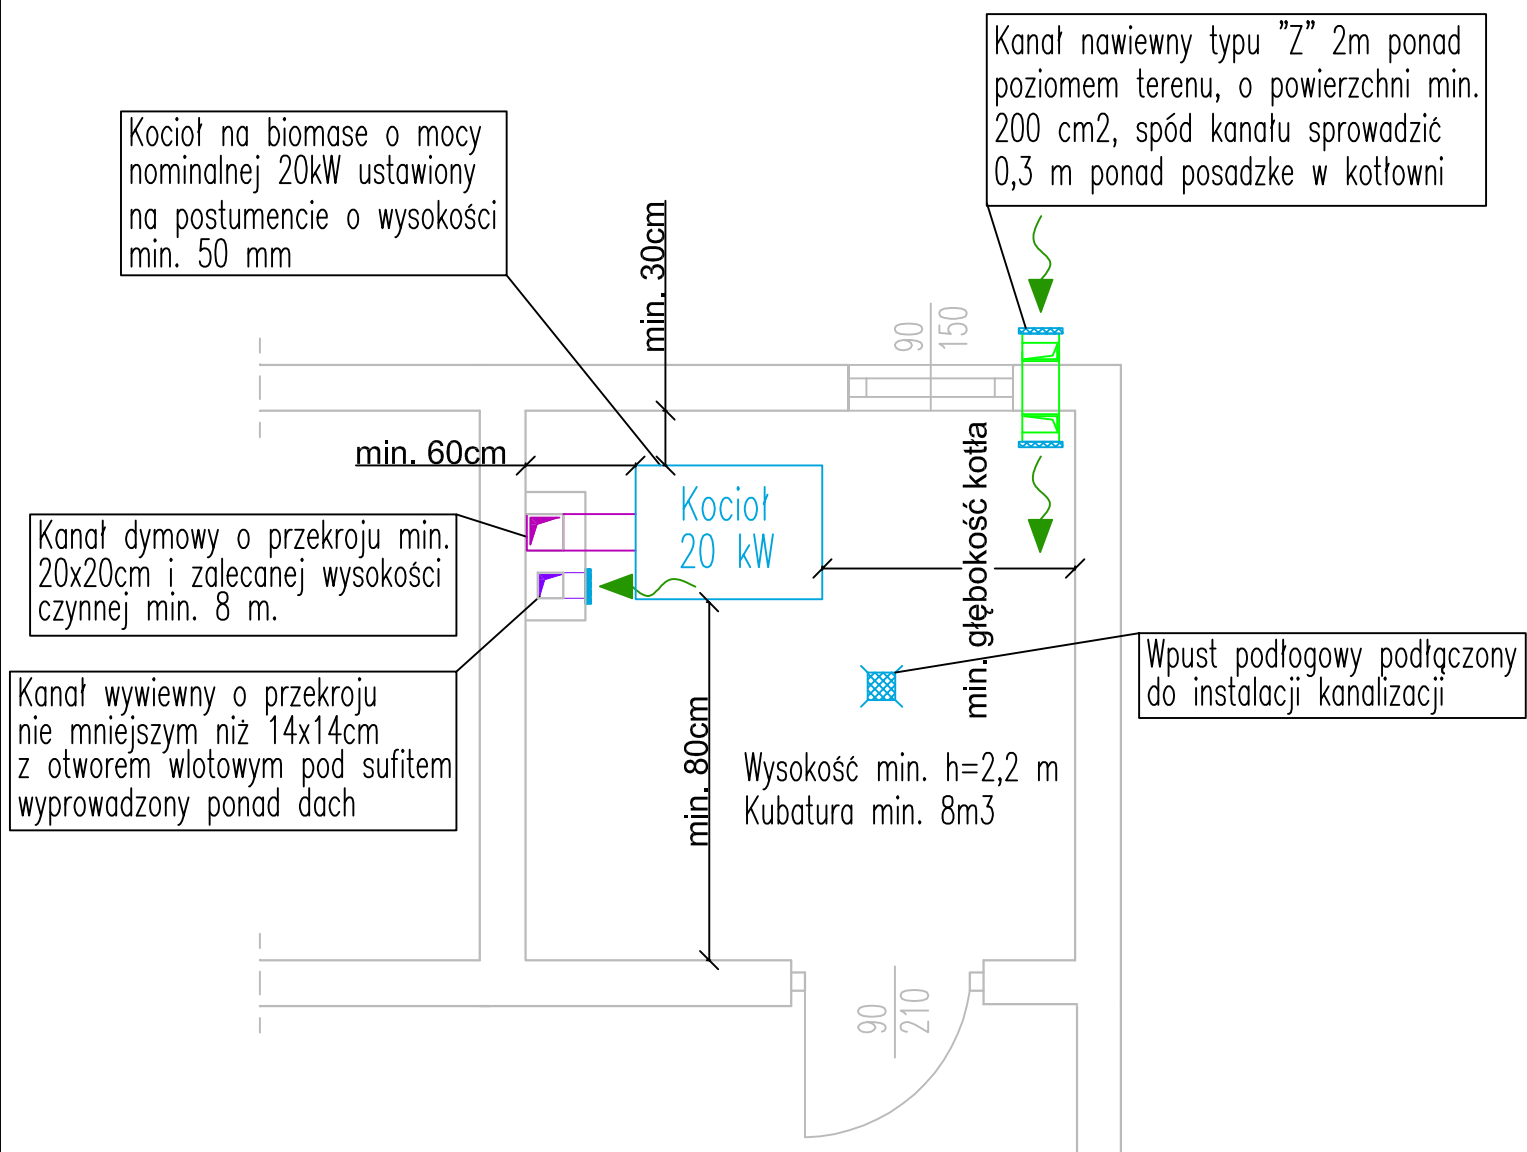 Kanał nawiewny typu ”Z” 2m ponad
poziomem terenu, o powierzchni min.
200 cm2, spód kanału sprowadzić
0,3 m ponad posadzke w kotłowni
Kocioł na biomase o mocy
nominalnej 20kW ustawiony
na postumencie o wysokości
min. 50 mm
min. 30cm
90
150
min. 60cm
Kocioł
20 kW
min. głębokość kotła
Kanał dymowy o przekroju min.
20x20cm i zalecanej wysokości
czynnej min. 8 m.
Wpust podłogowy podłączony
do instalacji kanalizacji
Kanał wywiewny o przekroju
nie mniejszym niż 14x14cm
z otworem wlotowym pod sufitem
wyprowadzony ponad dach
min. 80cm
Wysokość min. h=2,2 m
Kubatura min. 8m3
90
210